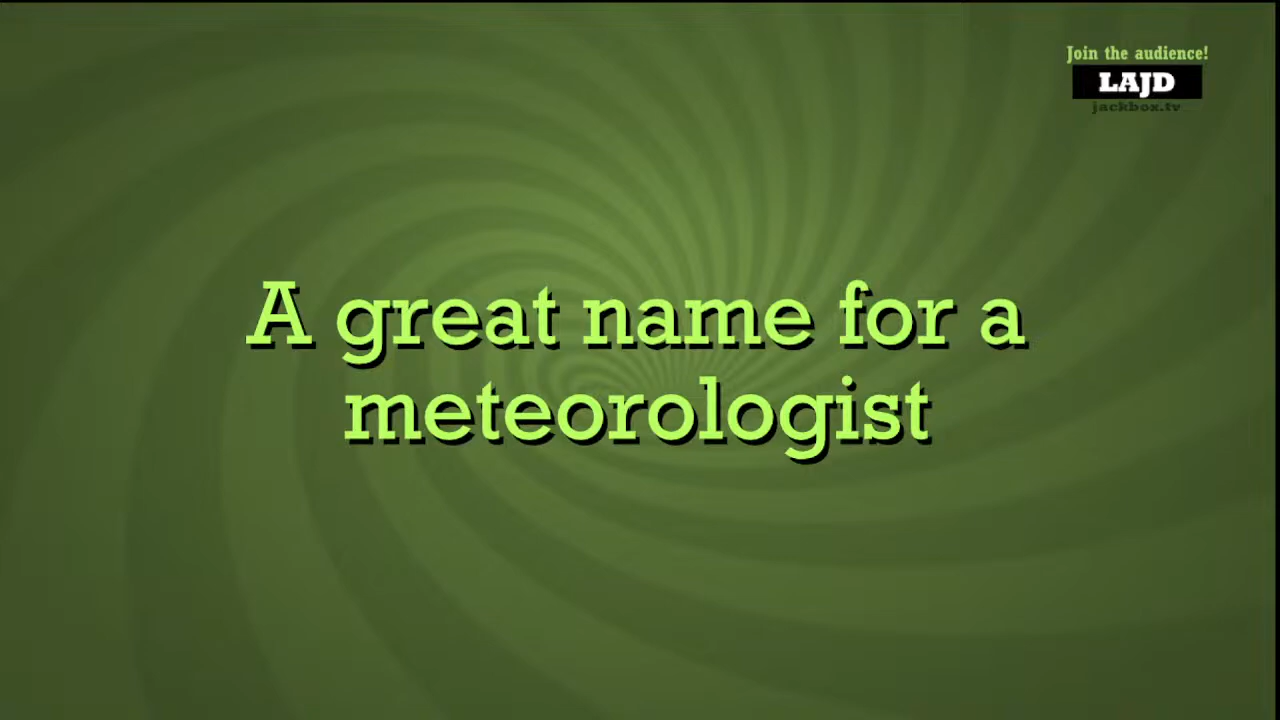 Join the audience!
LAJD
jackbox.tv
A great name for a
meteorologist